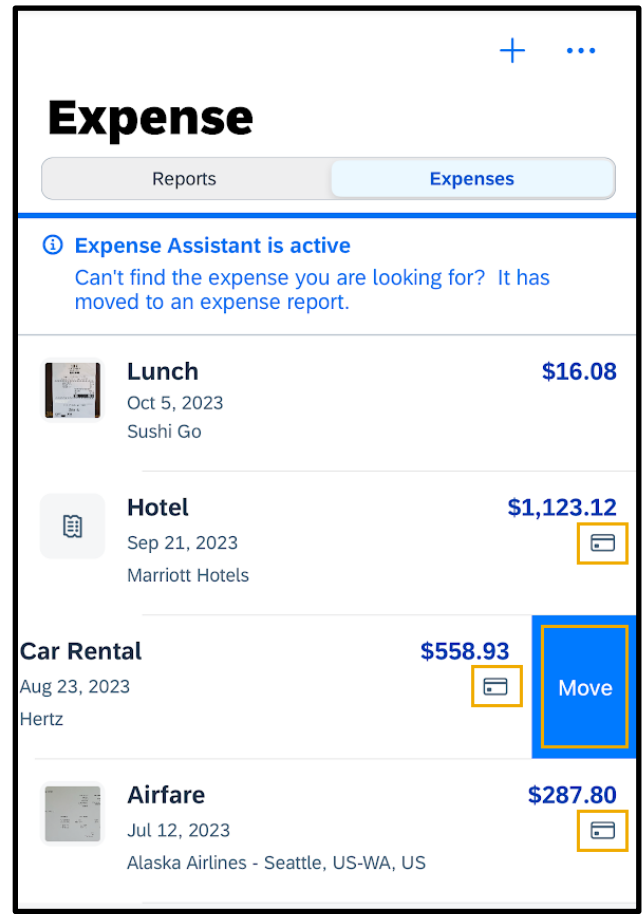 Expense
Reports
Expenses
Expense Assistant is active
Can't find the expense you are looking for? It has
moved to an expense report.
Lunch
$16.08
Oct 5, 2023
Sushi Go
Hotel
$1,123.12
Sep 21, 2023
Marriott Hotels
Car Rental
$558.93
Aug 23, 2023
Move
Hertz
Airfare
$287.80
Jul 12, 2023
Alaska Airlines - Seattle, US-WA, US